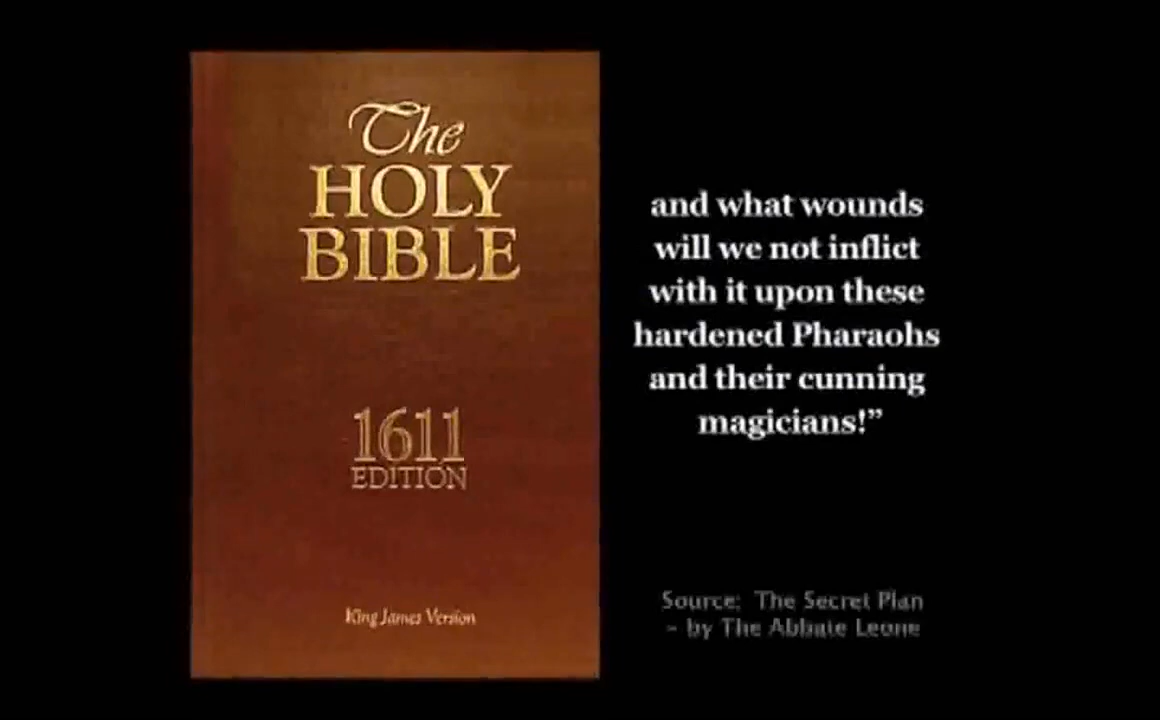 The
HOLY
BIBLE
1611
EDITION
King James Version
and what wounds
will we not inflict
with it upon these
hardened Pharaohs
and their cunning
magicians!”
Source: The Secret Plan
- by The Abbate Leone